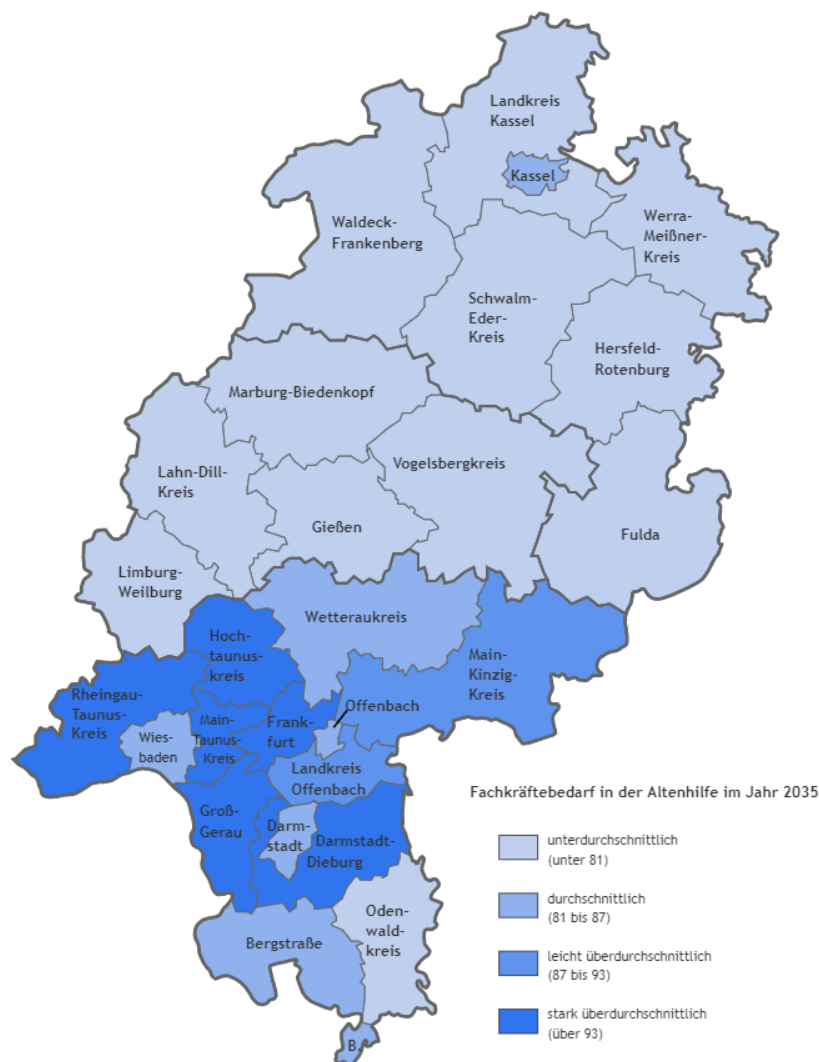 Landkreis
Kassel
Kassel
Waldeck-
Frankenberg
Werra-
Meißner-
Kreis
Schwalm-
Eder-
Kreis
Hersfeld-
Rotenburg
Marburg-Biedenkopf
Vogelsbergkreis
Lahn-Dill-
Kreis
Gießen
Fulda
Limburg-
Weilburg
Wetteraukreis
Hoch-
taunus-
kreis
Main-
Kinzig-
Kreis
Rheingau-
Taunus-
Kreis
Offenbach
Main-
Taunus-
Kreis
Frank-
furt
Wies-
baden
Landkreis
Offenbach
Groß-
Gerau
Darm-
stadt
Darmstadt-
Dieburg
Oden-
wald-
kreis
Bergstraße
B.
Fachkräftebedarf in der Altenhilfe im Jahr 2035
unterdurchschnittlich
(unter 81)
durchschnittlich
(81 bis 87)
leicht überdurchschnittlich
(87 bis 93)
stark überdurchschnittlich
(über 93)